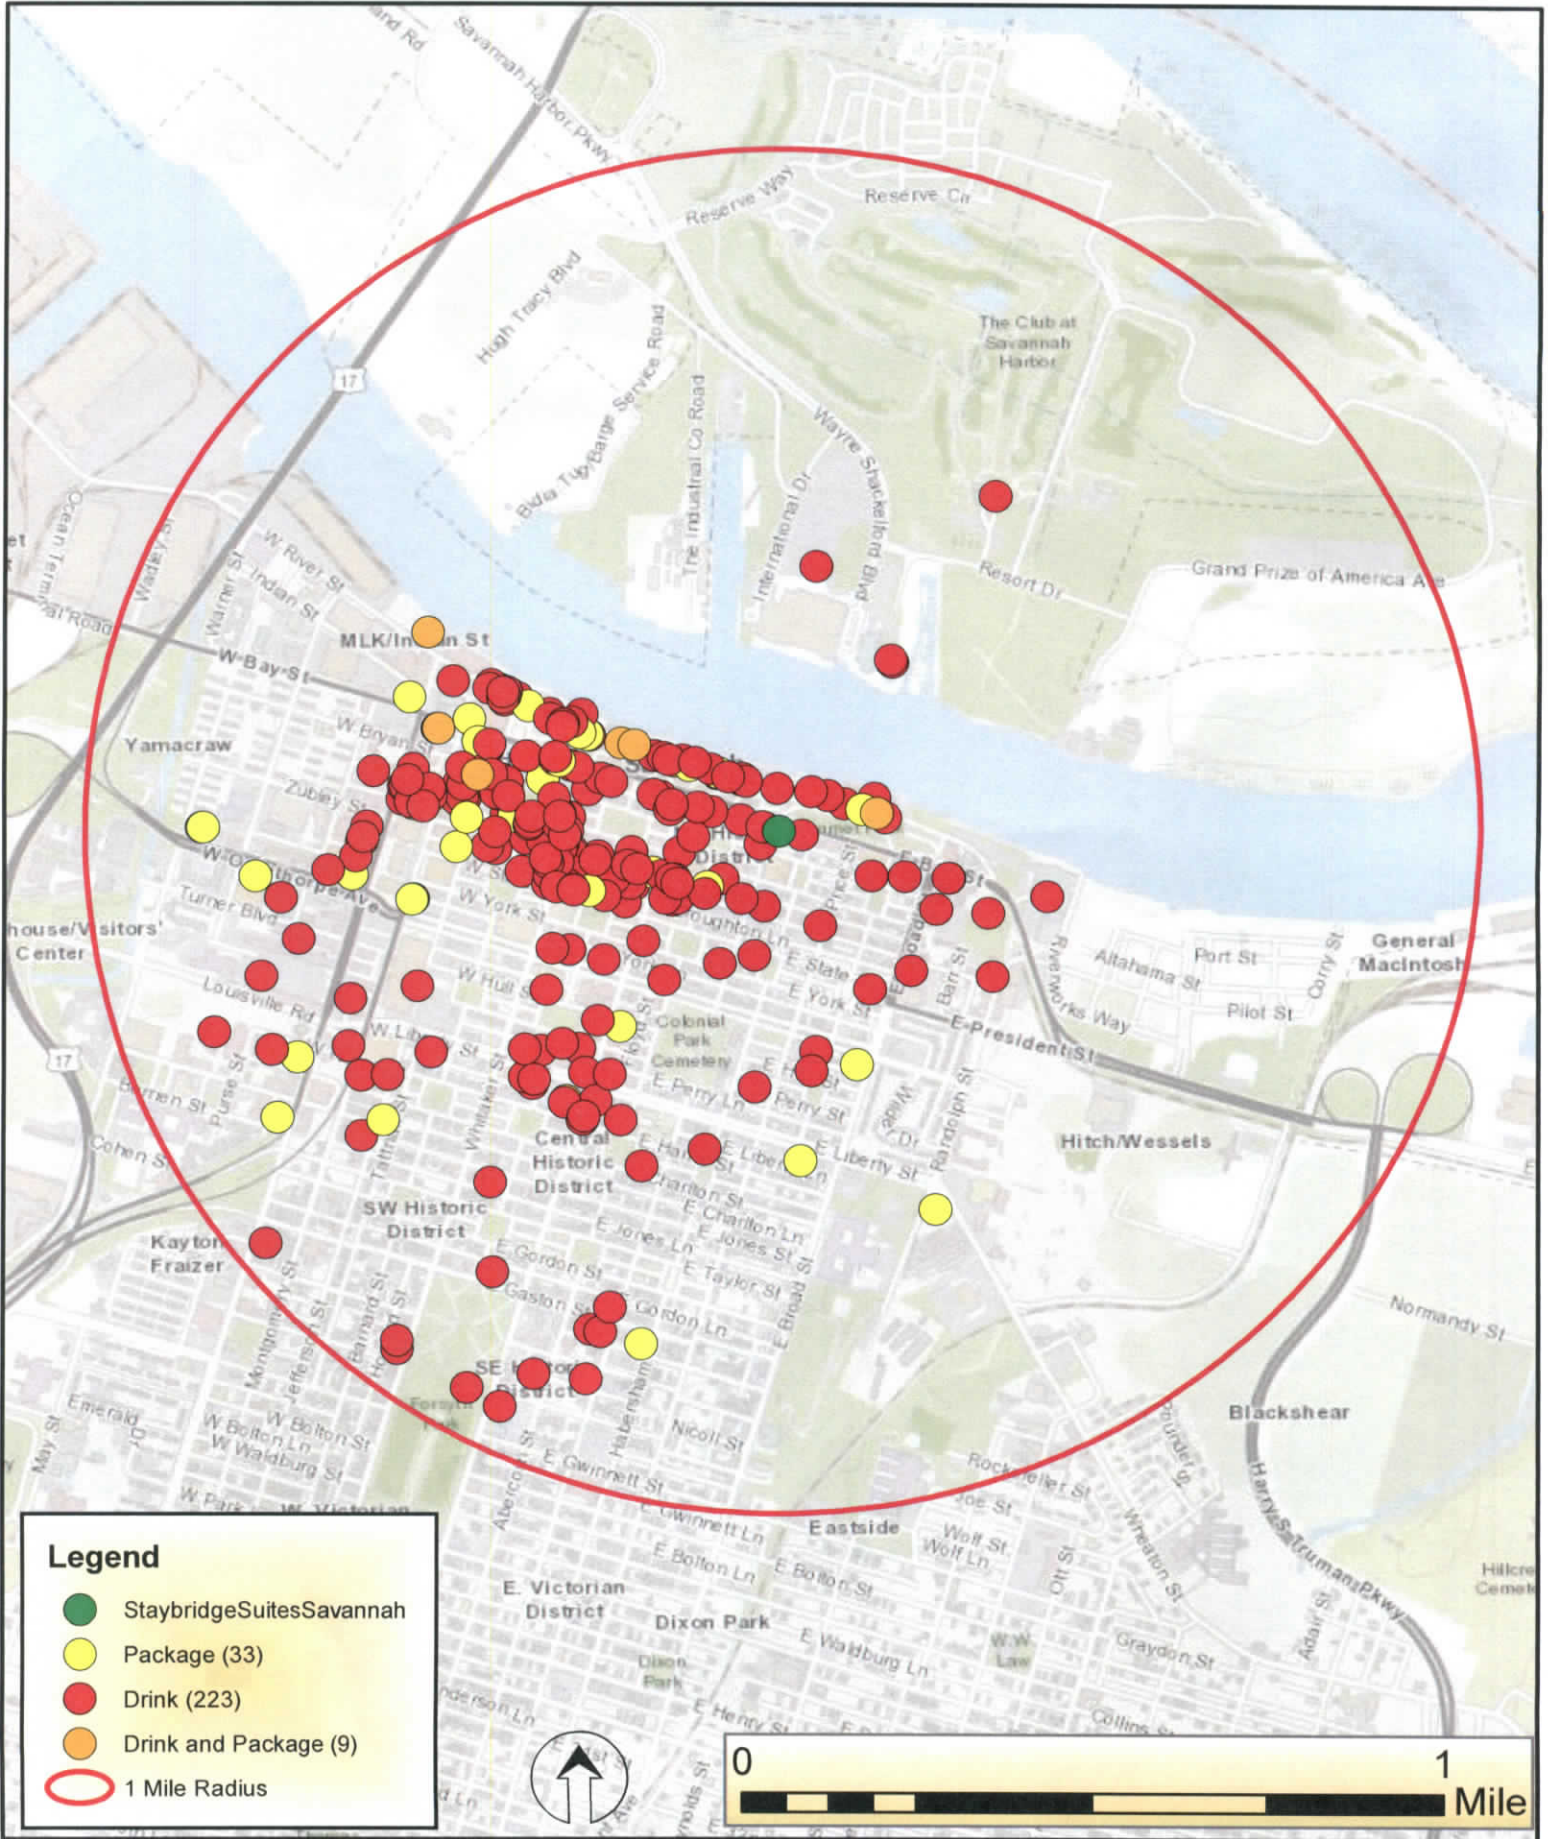 Savannah Harbor Pkwy
Reserve Way
Reserve Cir
Hugh Tracy Blvd
The Club at
Savannah
Harbor
17
Bidia Tug/Barge Service Road
The Industrial Co Road
Wayne Shackelford Blvd
International Dr
Resort Dr
Grand Prize of America Ave
Wadley St
Warner St
W River St
Indian St
W Bay St
W Bryan St
Yamacraw
Zubley St
Turner Blvd
W York St
Price St
E State
E York St
Barr St
Riverworks Way
Altahama St
Port St
Corry St
General
MacIntosh
Pilot St
Center
Louisville Rd
W Hull S
Colonial
Park
Cemetery
E President St
17
Purse St
Whitaker St
E Perry Ln
Perry St
Randolph St
Hitch/Wessels
Cohen St
Central
Historic
District
E Liberty St
Charlton St
E Charlton Ln
E Jones St
E Jones Ln
E Taylor St
SW Historic
District
Kayton
Fraizer
E Gordon St
Gaston St
Gordon Ln
E Broad St
Normandy St
Montgomery St
Jefferson St
Barnard St
Habersham
Nicoll St
Blackshear
Emerald Dr
May St
W Bolton St
W Bolton Ln
W Waldburg St
W Park
E Gwinnett St
E Gwinnett Ln
Rockefeller St
Joe St
Wolf St
Wolf Ln
Ott St
Wheaton St
Harry S Truman Pkwy
Eastside
E Bolton Ln
E Bolton St
E. Victorian
District
Dixon Park
Dixon
Park
E Waldburg Ln
W.W.
Law
Graydon St
Adair St
E Henry St
Collins St
Legend
StaybridgeSuitesSavannah
Package (33)
Drink (223)
Drink and Package (9)
1 Mile Radius
0
1
Mile